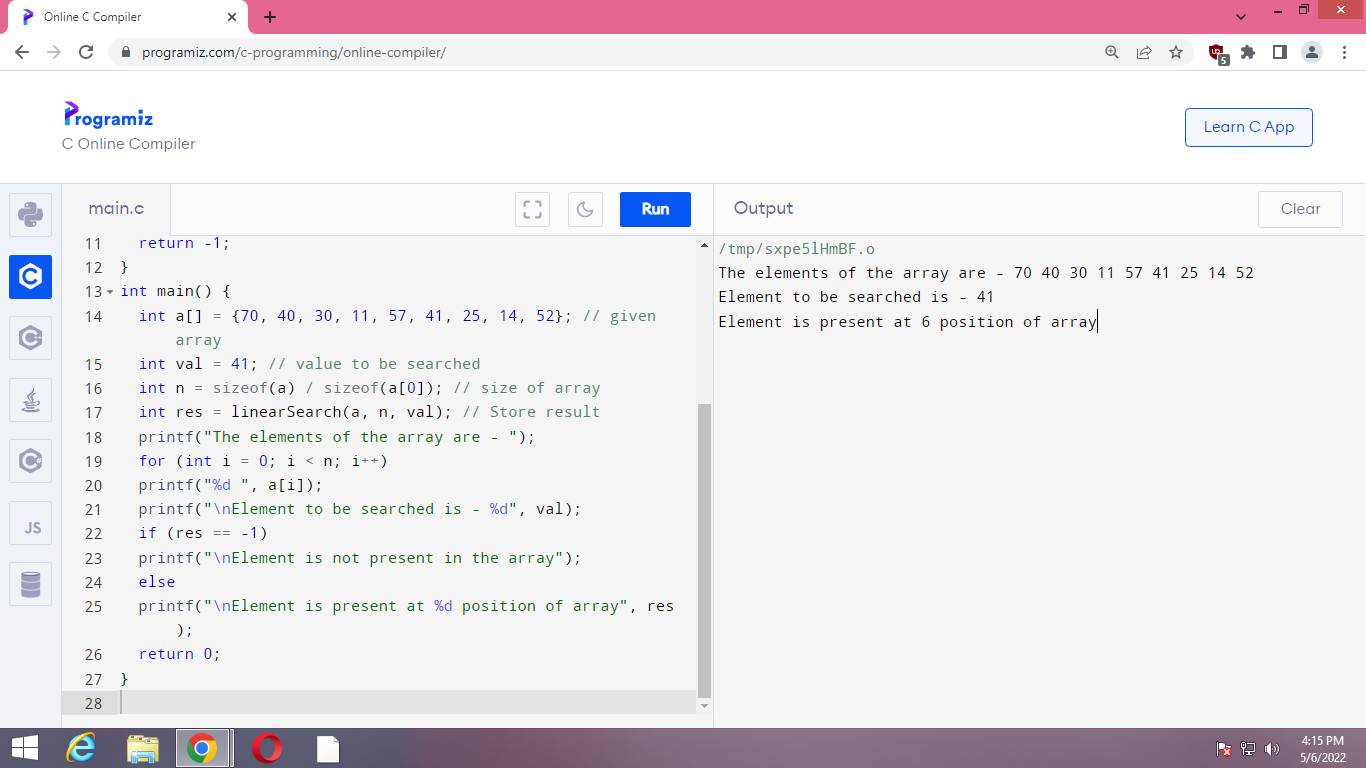 Online C Compiler
programiz.com/c-programming/online-compiler/
5
Programiz
C Online Compiler
Learn C App
main.c
Run
Output
Clear
11 return -1;
12 }
13 int main() {
14 int a[] = {70, 40, 30, 11, 57, 41, 25, 14, 52}; // given
array
15 int val = 41; // value to be searched
16 int n = sizeof(a) / sizeof(a[0]); // size of array
17 int res = linearSearch(a, n, val); // Store result
18 printf("The elements of the array are - ");
19 for (int i = 0; i < n; i++)
20 printf("%d ", a[i]);
21 printf("\nElement to be searched is - %d", val);
22 if (res == -1)
23 printf("\nElement is not present in the array");
24 else
25 printf("\nElement is present at %d position of array", res
);
26 return 0;
27 }
28
/tmp/sxpe5lHmBF.o
The elements of the array are - 70 40 30 11 57 41 25 14 52
Element to be searched is - 41
Element is present at 6 position of array
JS
4:15 PM
5/6/2022